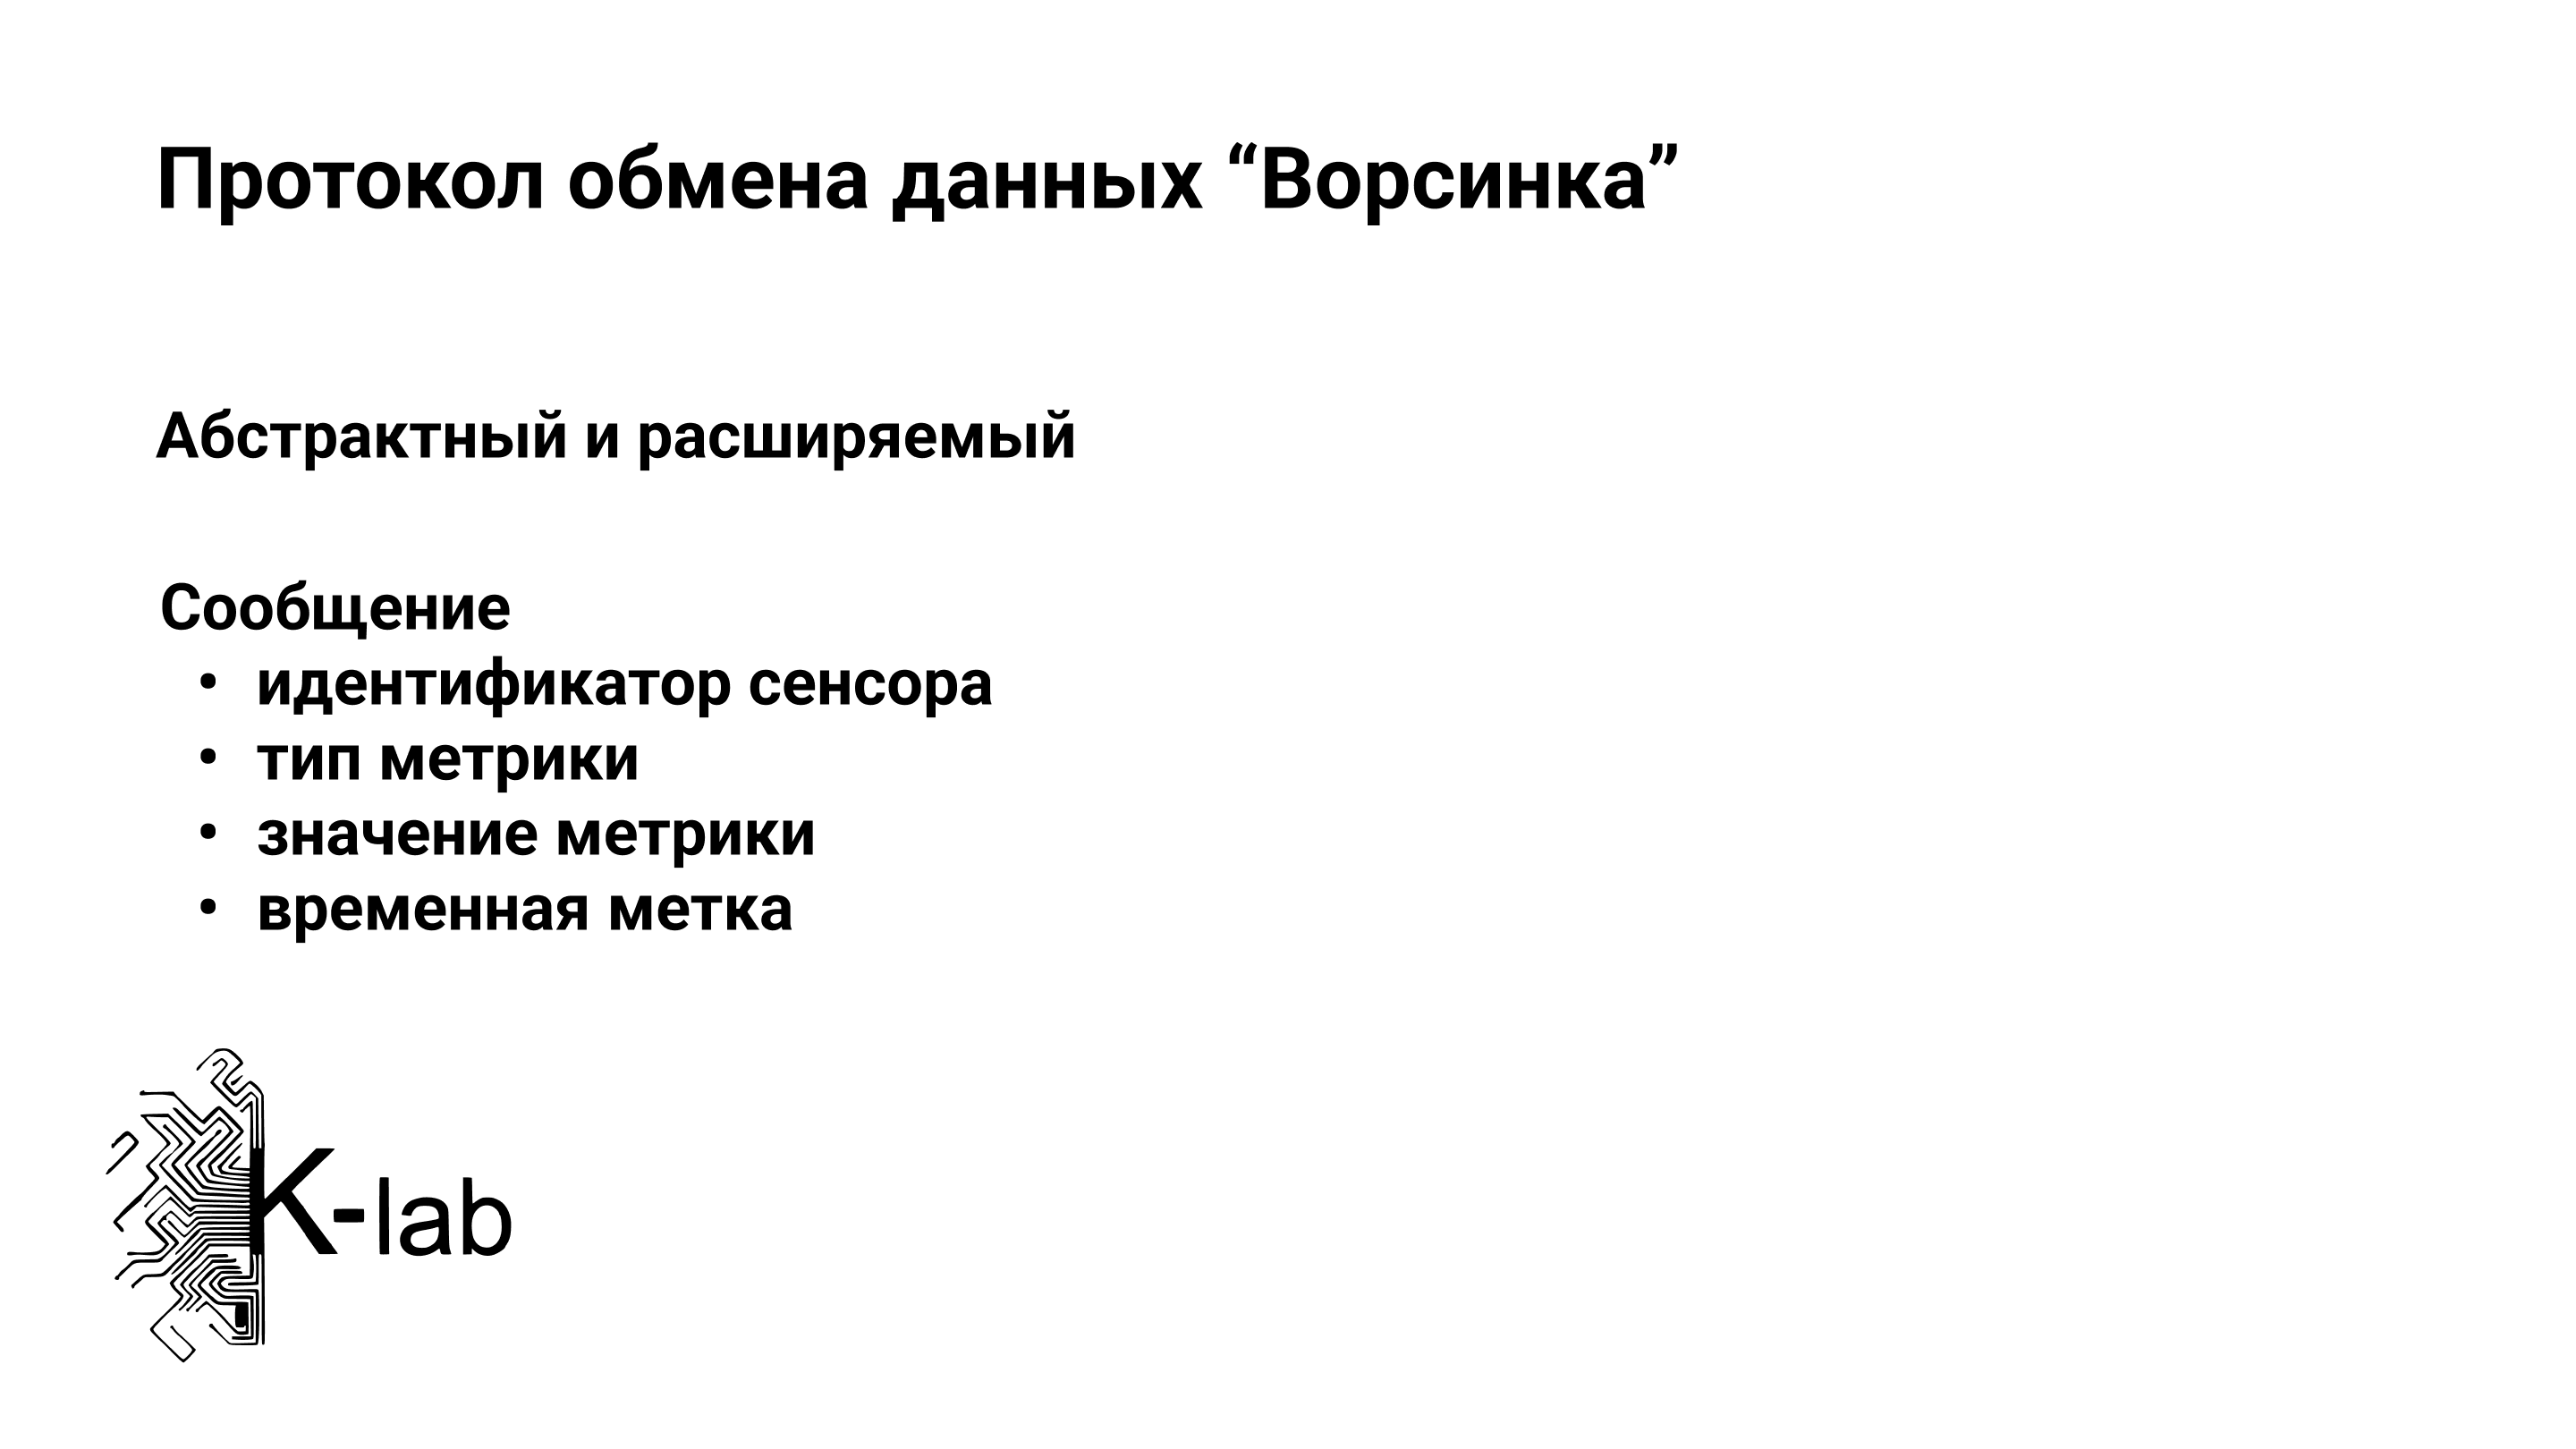 Протокол обмена данных “Ворсинка”
Абстрактный и расширяемый
Сообщение
• идентификатор сенсора
• тип метрики
• значение метрики
• временная метка
K-lab